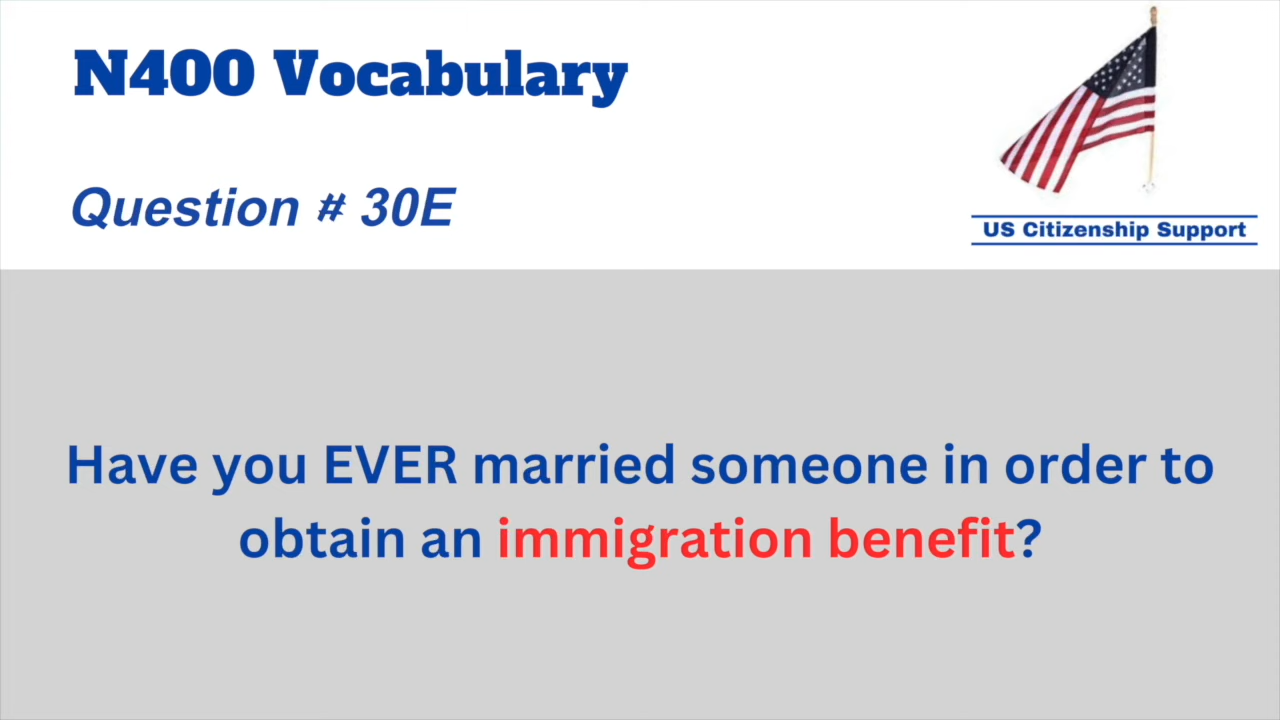 N400 Vocabulary
Question # 30E
US Citizenship Support
Have you EVER married someone in order to
obtain an immigration benefit?